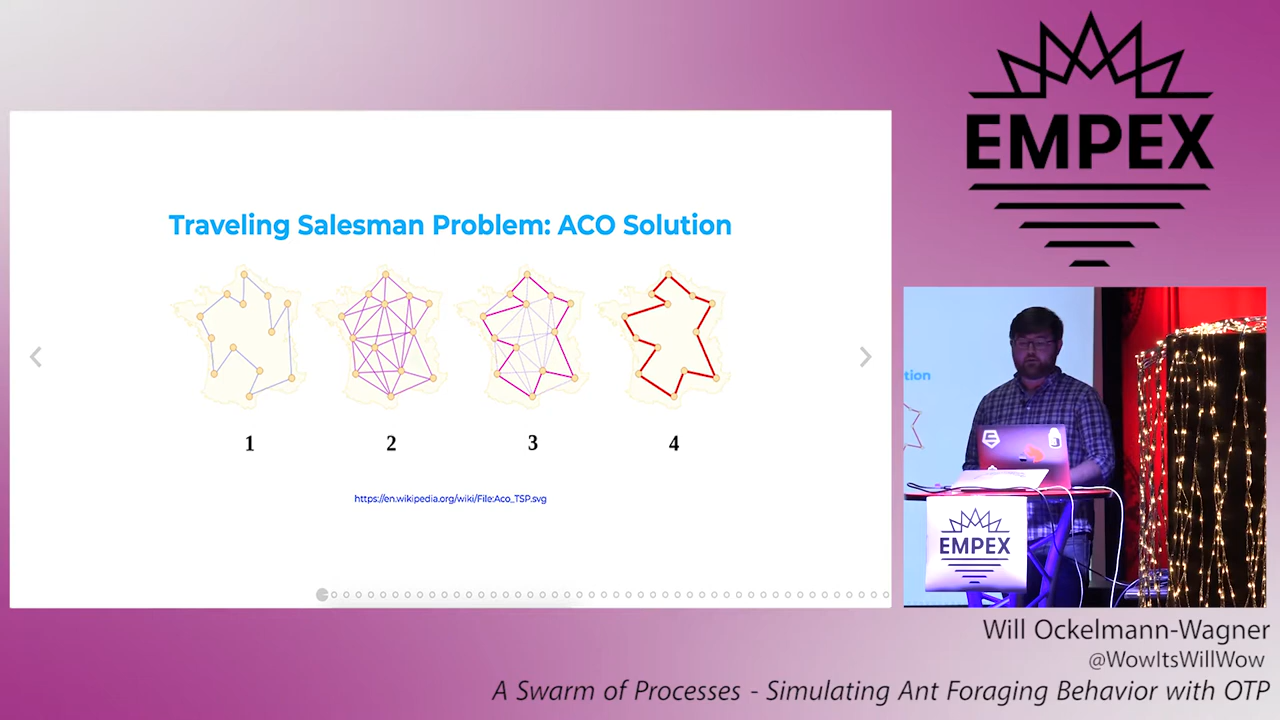 EMPEX
Traveling Salesman Problem: ACO Solution
1 2 3 4
https://en.wikipedia.org/wiki/File:Aco_TSP.svg
tion
EMPEX
Will Ockelmann-Wagner
@WowItsWillWow
A Swarm of Processes - Simulating Ant Foraging Behavior with OTP